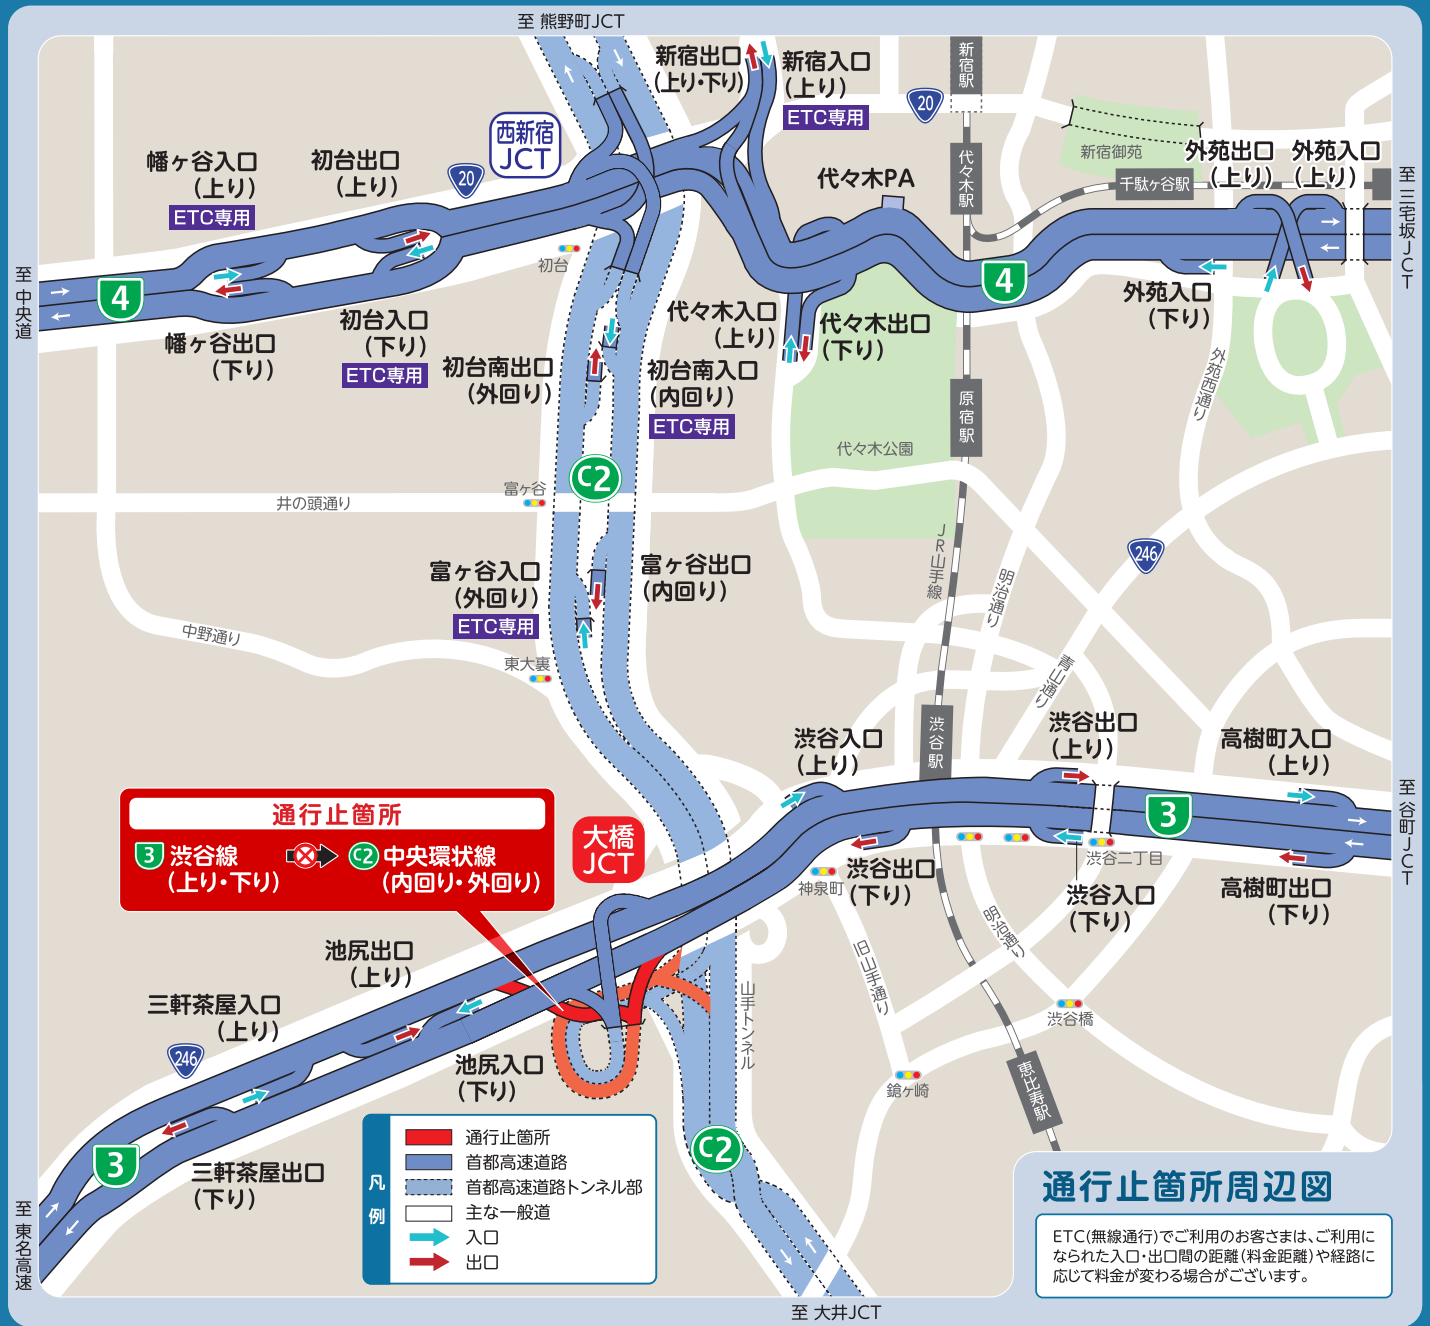 至 熊野町JCT
新宿出口
(上り・下り)
新宿入口
(上り)
ETC専用
新宿駅
20
西新宿
JCT
新宿御苑
外苑出口
(上り)
外苑入口
(上り)
幡ヶ谷入口
(上り)
ETC専用
初台出口
(上り)
20
代々木PA
代々木駅
千駄ヶ谷駅
至 三宅坂JCT
至 中央道
4
初台
4
外苑入口
(下り)
幡ヶ谷出口
(下り)
初台入口
(下り)
ETC専用
代々木入口
(上り)
代々木出口
(下り)
初台南出口
(外回り)
初台南入口
(内回り)
ETC専用
外苑西通り
原宿駅
代々木公園
C2
富ヶ谷
井の頭通り
JR山手線
246
富ヶ谷入口
(外回り)
ETC専用
富ヶ谷出口
(内回り)
明治通り
中野通り
東大裏
青山通り
渋谷駅
渋谷入口
(上り)
渋谷出口
(上り)
高樹町入口
(上り)
至 谷町JCT
通行止箇所
3 渋谷線
(上り・下り)
C2 中央環状線
(内回り・外回り)
大橋
JCT
3
神泉町
渋谷出口
(下り)
渋谷二丁目
渋谷入口
(下り)
高樹町出口
(下り)
明治通り
旧山手通り
池尻出口
(上り)
山手トンネル
三軒茶屋入口
(上り)
246
渋谷橋
池尻入口
(下り)
鎗ヶ崎
恵比寿駅
3
三軒茶屋出口
(下り)
C2
至 東名高速
凡例
通行止箇所
首都高速道路
首都高速道路トンネル部
主な一般道
入口
出口
通行止箇所周辺図
ETC(無線通行)でご利用のお客さまは、ご利用に
なられた入口・出口間の距離(料金距離)や経路に
応じて料金が変わる場合がございます。
至 大井JCT